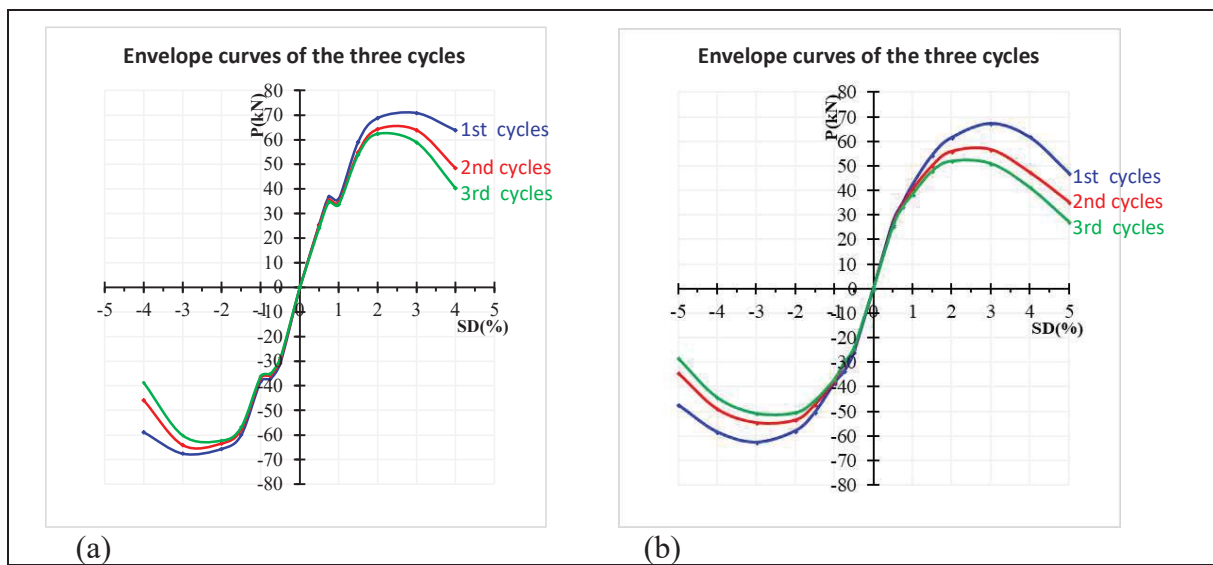 Envelope curves of the three cycles
P(kN)
80
70
60
50
40
30
20
10
0
-10
-20
-30
-40
-50
-60
-70
-80
-5 -4 -3 -2 -1 0 1 2 3 4 5
SD(%)
1st cycles
2nd cycles
3rd cycles
(a)
Envelope curves of the three cycles
P(kN)
80
70
60
50
40
30
20
10
0
-10
-20
-30
-40
-50
-60
-70
-80
-5 -4 -3 -2 -1 0 1 2 3 4 5
SD(%)
1st cycles
2nd cycles
3rd cycles
(b)